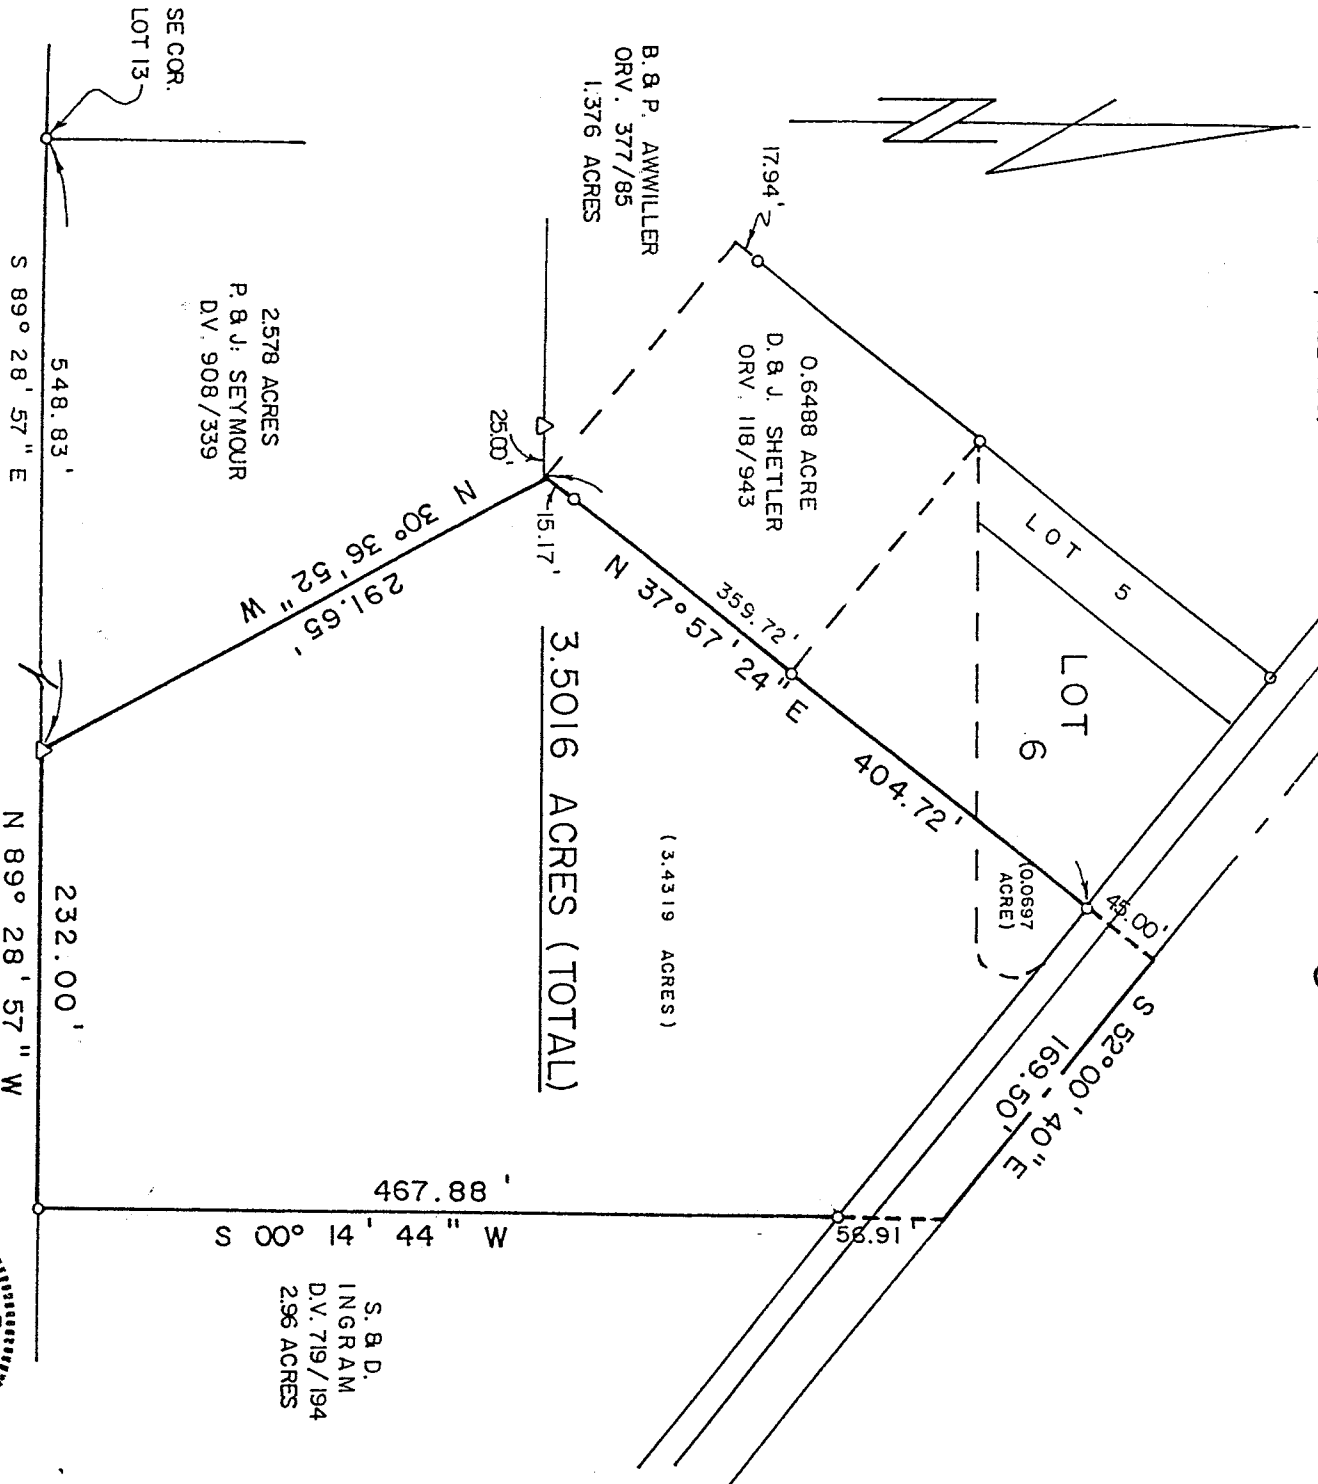 SE COR.
LOT 13
B. & P. AWWILLER
ORV. 377/85
1.376 ACRES
17.94'
2.578 ACRES
P. & J. SEYMOUR
D.V. 908/339
548.83'
S 89° 28' 57" E
0.6488 ACRE
D. & J. SHETLER
ORV. 118/943
25.00'
15.17'
N 30° 36' 52" W
291.65'
359.72'
N 37° 57' 24" E
404.72'
LOT 5
LOT 6
3.5016 ACRES (TOTAL)
(3.4319 ACRES)
(0.0697
ACRE)
45.00'
S 52° 00' 40" E
169.50'
232.00'
N 89° 28' 57" W
467.88'
S 00° 14' 44" W
56.91'
S. & D.
INGRAM
D.V. 719/194
2.96 ACRES